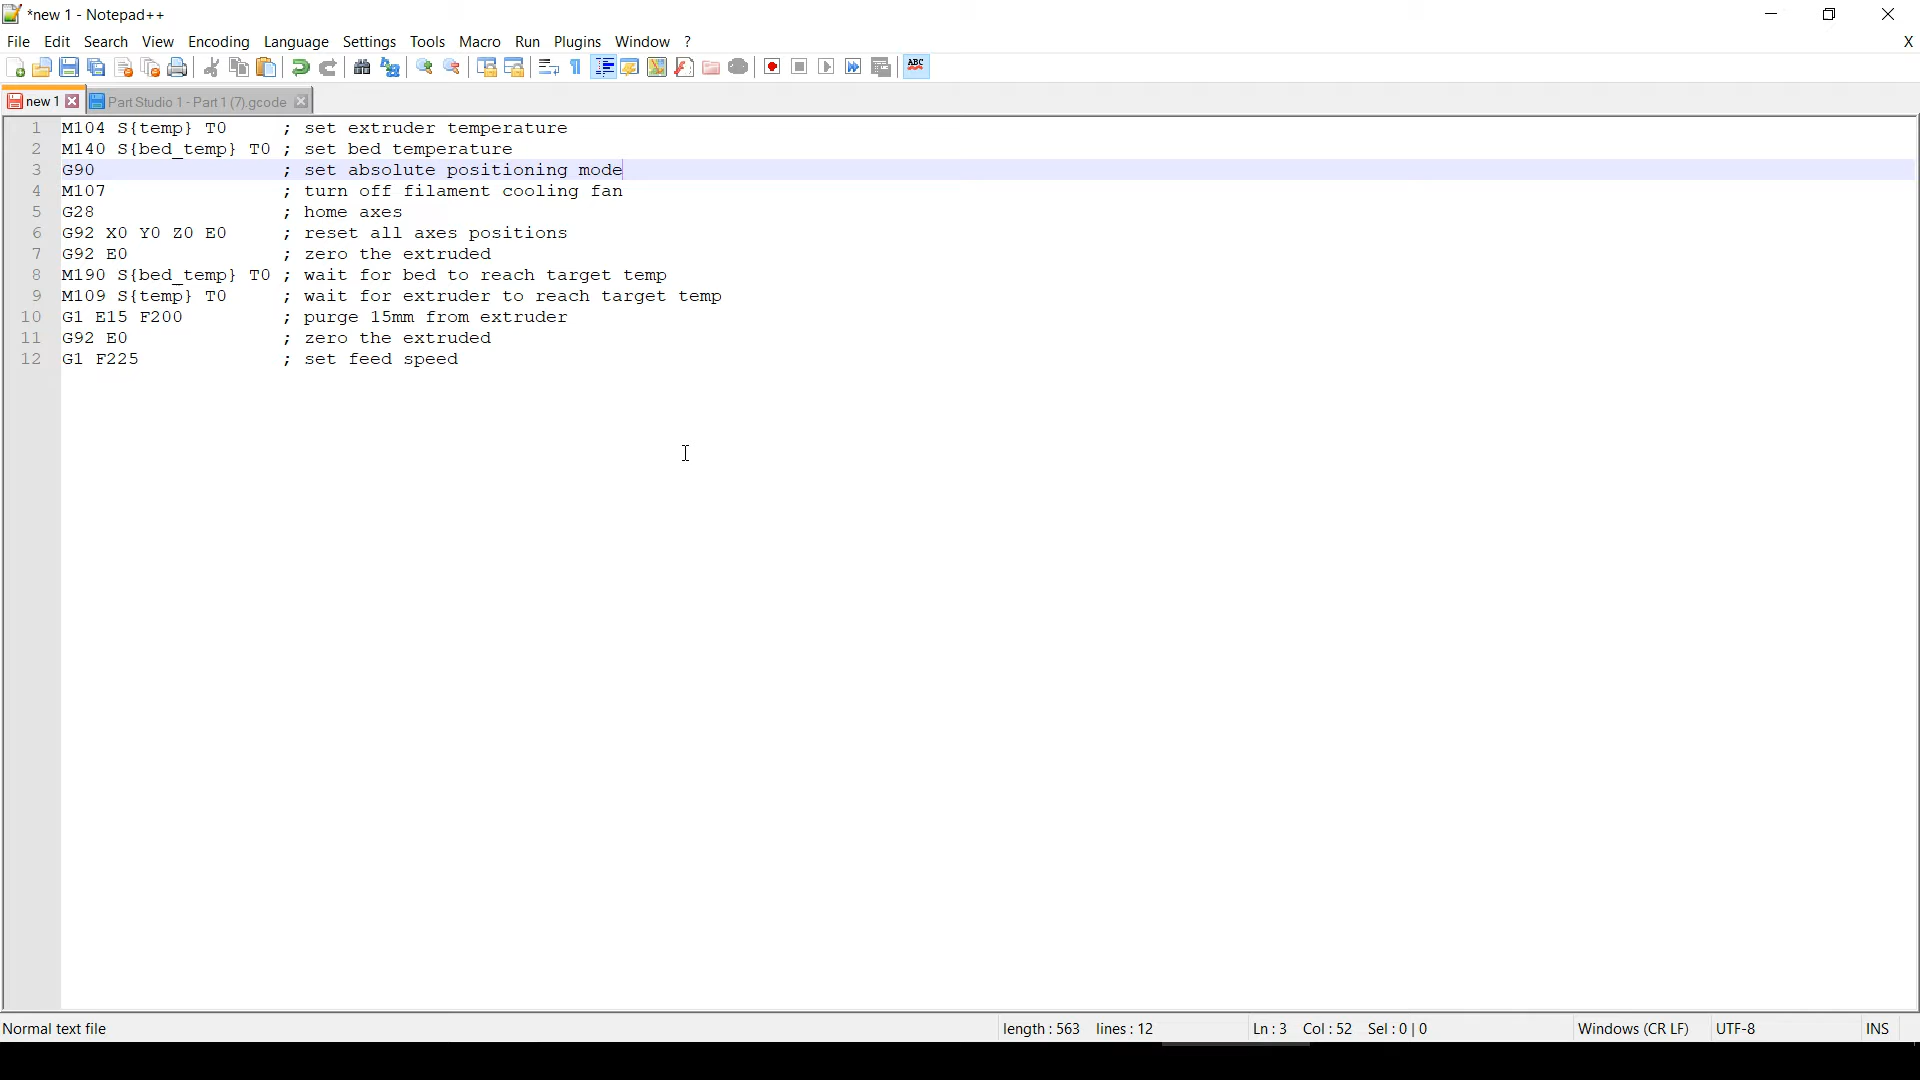 *new 1 - Notepad++
File Edit Search View Encoding Language Settings Tools Macro Run Plugins Window ? X
ABC
new 1 Part Studio 1 - Part 1 (7).gcode
1 M104 S{temp} T0 ; set extruder temperature
2 M140 S{bed_temp} T0 ; set bed temperature
3 G90 ; set absolute positioning mode
4 M107 ; turn off filament cooling fan
5 G28 ; home axes
6 G92 X0 Y0 Z0 E0 ; reset all axes positions
7 G92 E0 ; zero the extruded
8 M190 S{bed_temp} T0 ; wait for bed to reach target temp
9 M109 S{temp} T0 ; wait for extruder to reach target temp
10 G1 E15 F200 ; purge 15mm from extruder
11 G92 E0 ; zero the extruded
12 G1 F225 ; set feed speed
Normal text file length : 563 lines : 12 Ln : 3 Col : 52 Sel : 0 | 0 Windows (CR LF) UTF-8 INS